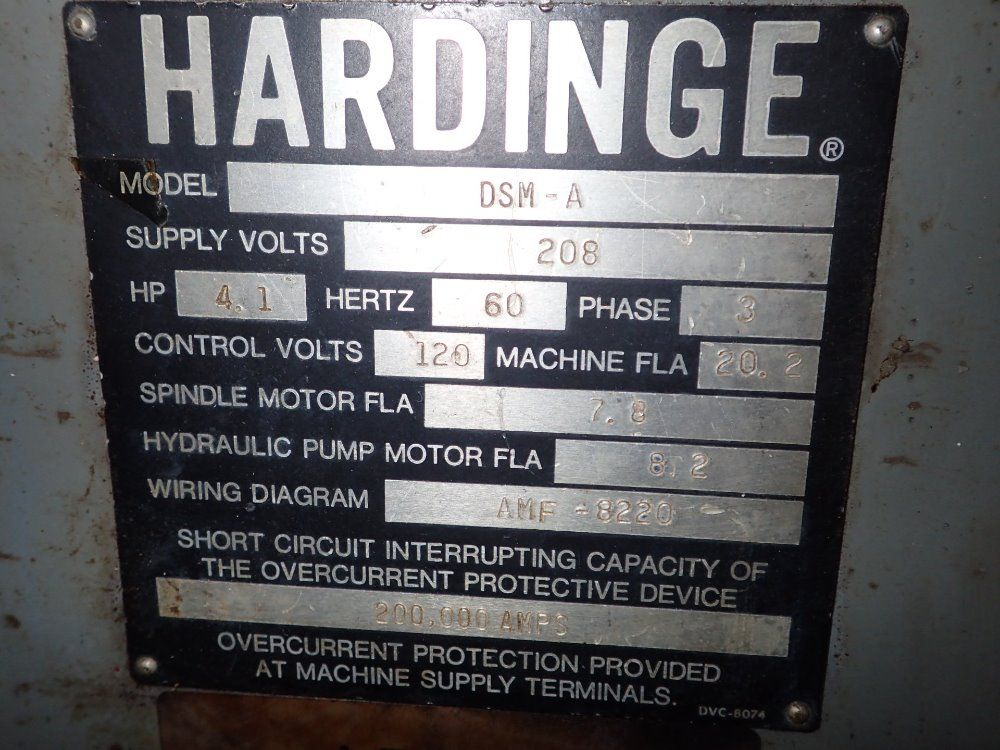 HARDINGE®
MODEL DSM-A
SUPPLY VOLTS 208
HP 4.1 HERTZ 60 PHASE 3
CONTROL VOLTS 120 MACHINE FLA 20.2
SPINDLE MOTOR FLA 7.8
HYDRAULIC PUMP MOTOR FLA 8.2
WIRING DIAGRAM AMF-8220
SHORT CIRCUIT INTERRUPTING CAPACITY OF
THE OVERCURRENT PROTECTIVE DEVICE
200,000 AMPS
OVERCURRENT PROTECTION PROVIDED
AT MACHINE SUPPLY TERMINALS.
DVC-8074